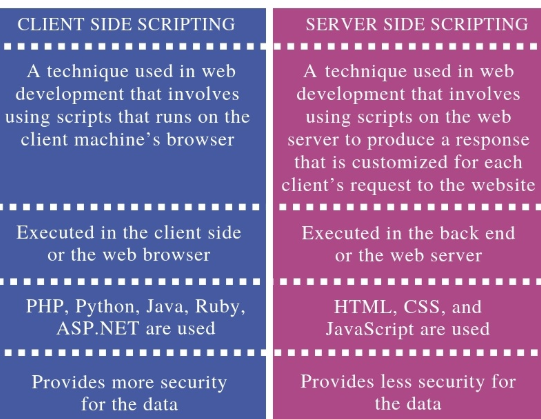 CLIENT SIDE SCRIPTING
A technique used in web
development that involves
using scripts that runs on the
client machine's browser
Executed in the client side
or the web browser
PHP, Python, Java, Ruby,
ASP.NET are used
Provides more security
for the data
SERVER SIDE SCRIPTING
A technique used in web
development that involves
using scripts on the web
server to produce a response
that is customized for each
client's request to the website
Executed in the back end
or the web server
HTML, CSS, and
JavaScript are used
Provides less security for
the data